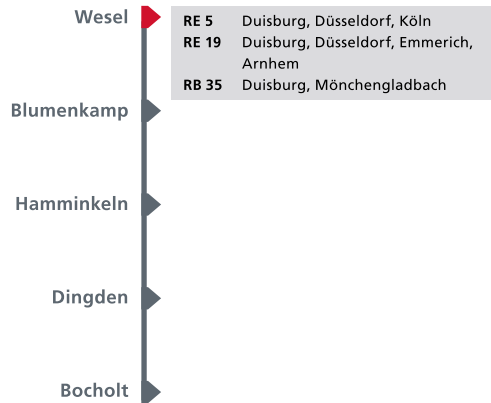 Wesel
RE 5 Duisburg, Düsseldorf, Köln
RE 19 Duisburg, Düsseldorf, Emmerich,
Arnhem
RB 35 Duisburg, Mönchengladbach
Blumenkamp
Hamminkeln
Dingden
Bocholt